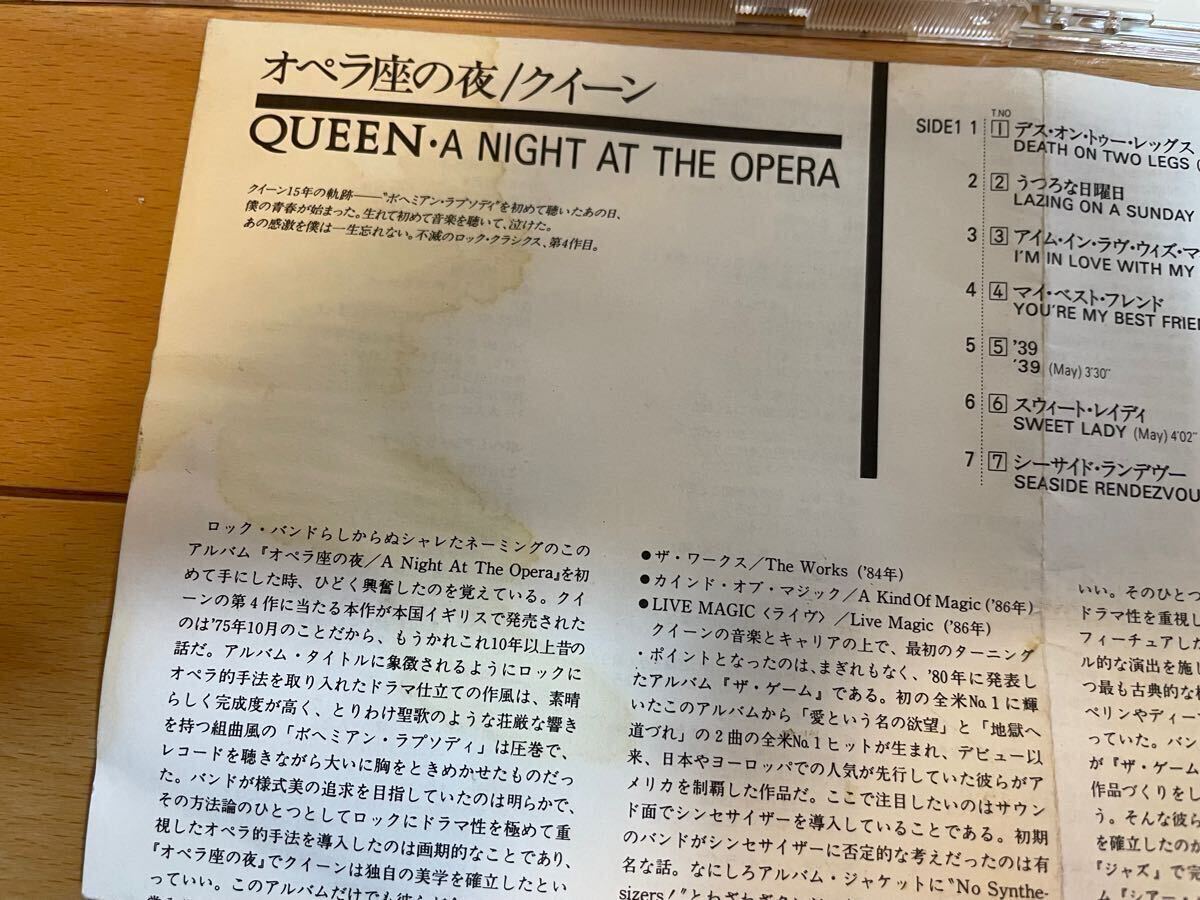 オペラ座の夜/クイーン
QUEEN・A NIGHT AT THE OPERA
クイーン15年の軌跡——“ボヘミアン・ラプソディ”を初めて聴いたあの日、
僕の青春が始まった。生れて初めて音楽を聴いて、泣けた。
あの感激を僕は一生忘れない。不滅のロック・クラシクス、第4作目。
T.NO
SIDE1 1 1 デス・オン・トゥー・レッグス
DEATH ON TWO LEGS (
2 2 うつろな日曜日
LAZING ON A SUNDAY
3 3 アイム・イン・ラヴ・ウィズ・マ
I'M IN LOVE WITH MY
4 4 マイ・ベスト・フレンド
YOU'RE MY BEST FRIE
5 5 '39
'39 (May) 3'30"
6 6 スウィート・レイディ
SWEET LADY (May) 4'02"
7 7 シーサイド・ランデヴー
SEASIDE RENDEZVOU
ロック・バンドらしからぬシャレたネーミングのこの
アルバム『オペラ座の夜/A Night At The Opera』を初
めて手にした時、ひどく興奮したのを覚えている。クイ
ーンの第4作に当たる本作が本国イギリスで発売された
のは'75年10月のことだから、もうかれこれ10年以上昔の
話だ。アルバム・タイトルに象徴されるようにロックに
オペラ的手法を取り入れたドラマ仕立ての作風は、素晴
らしく完成度が高く、とりわけ聖歌のような荘厳な響き
を持つ組曲風の「ボヘミアン・ラプソディ」は圧巻で、
レコードを聴きながら大いに胸をときめかせたものだっ
た。バンドが様式美の追求を目指していたのは明らかで、
その方法論のひとつとしてロックにドラマ性を極めて重
視したオペラ的手法を導入したのは画期的なことであり、
『オペラ座の夜』でクイーンは独自の美学を確立したとい
っていい。このアルバムだけでも彼らが
●ザ・ワークス/The Works ('84年)
●カインド・オブ・マジック/A Kind Of Magic ('86年)
●LIVE MAGIC〈ライヴ〉/Live Magic ('86年)
クイーンの音楽とキャリアの上で、最初のターニング
・ポイントとなったのは、まぎれもなく、'80年に発表し
たアルバム『ザ・ゲーム』である。初の全米No.1に輝
いたこのアルバムから「愛という名の欲望」と「地獄へ
道づれ」の2曲の全米No.1ヒットが生まれ、デビュー以
来、日本やヨーロッパでの人気が先行していた彼らがア
メリカを制覇した作品だ。ここで注目したいのはサウン
ド面でシンセサイザーを導入していることである。初期
のバンドがシンセサイザーに否定的な考えだったのは有
名な話。なにしろアルバム・ジャケットに“No Synthe-
sizers!”とわざわざク
いい。そのひとつ
ドラマ性を重視し
フィーチュアした
ル的な演出を施し
つ最も古典的な様
ペリンやディー
っていた。バン
が『ザ・ゲーム
作品づくりをし
う。そんな彼ら
を確立したのか
『ジャズ』で完
ム『シアー・